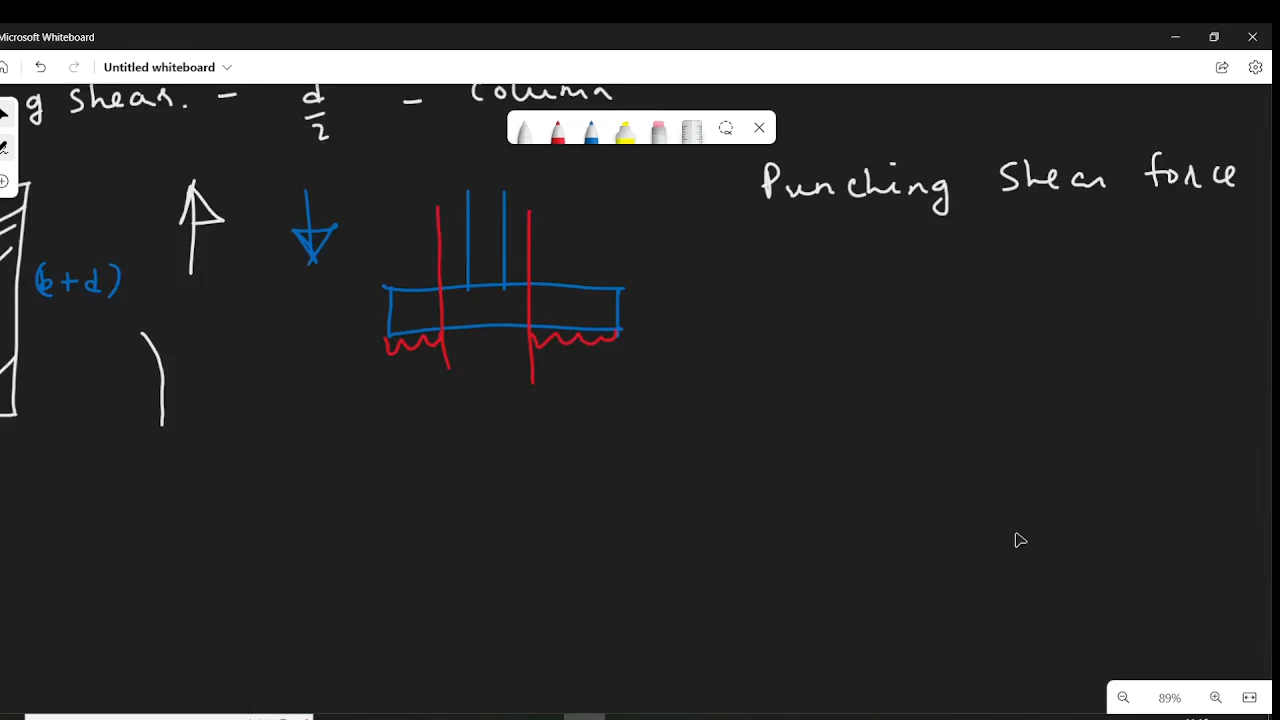 Microsoft Whiteboard
Untitled whiteboard
g shear. - d/2 - column
Punching shear force
(b+d)
89%